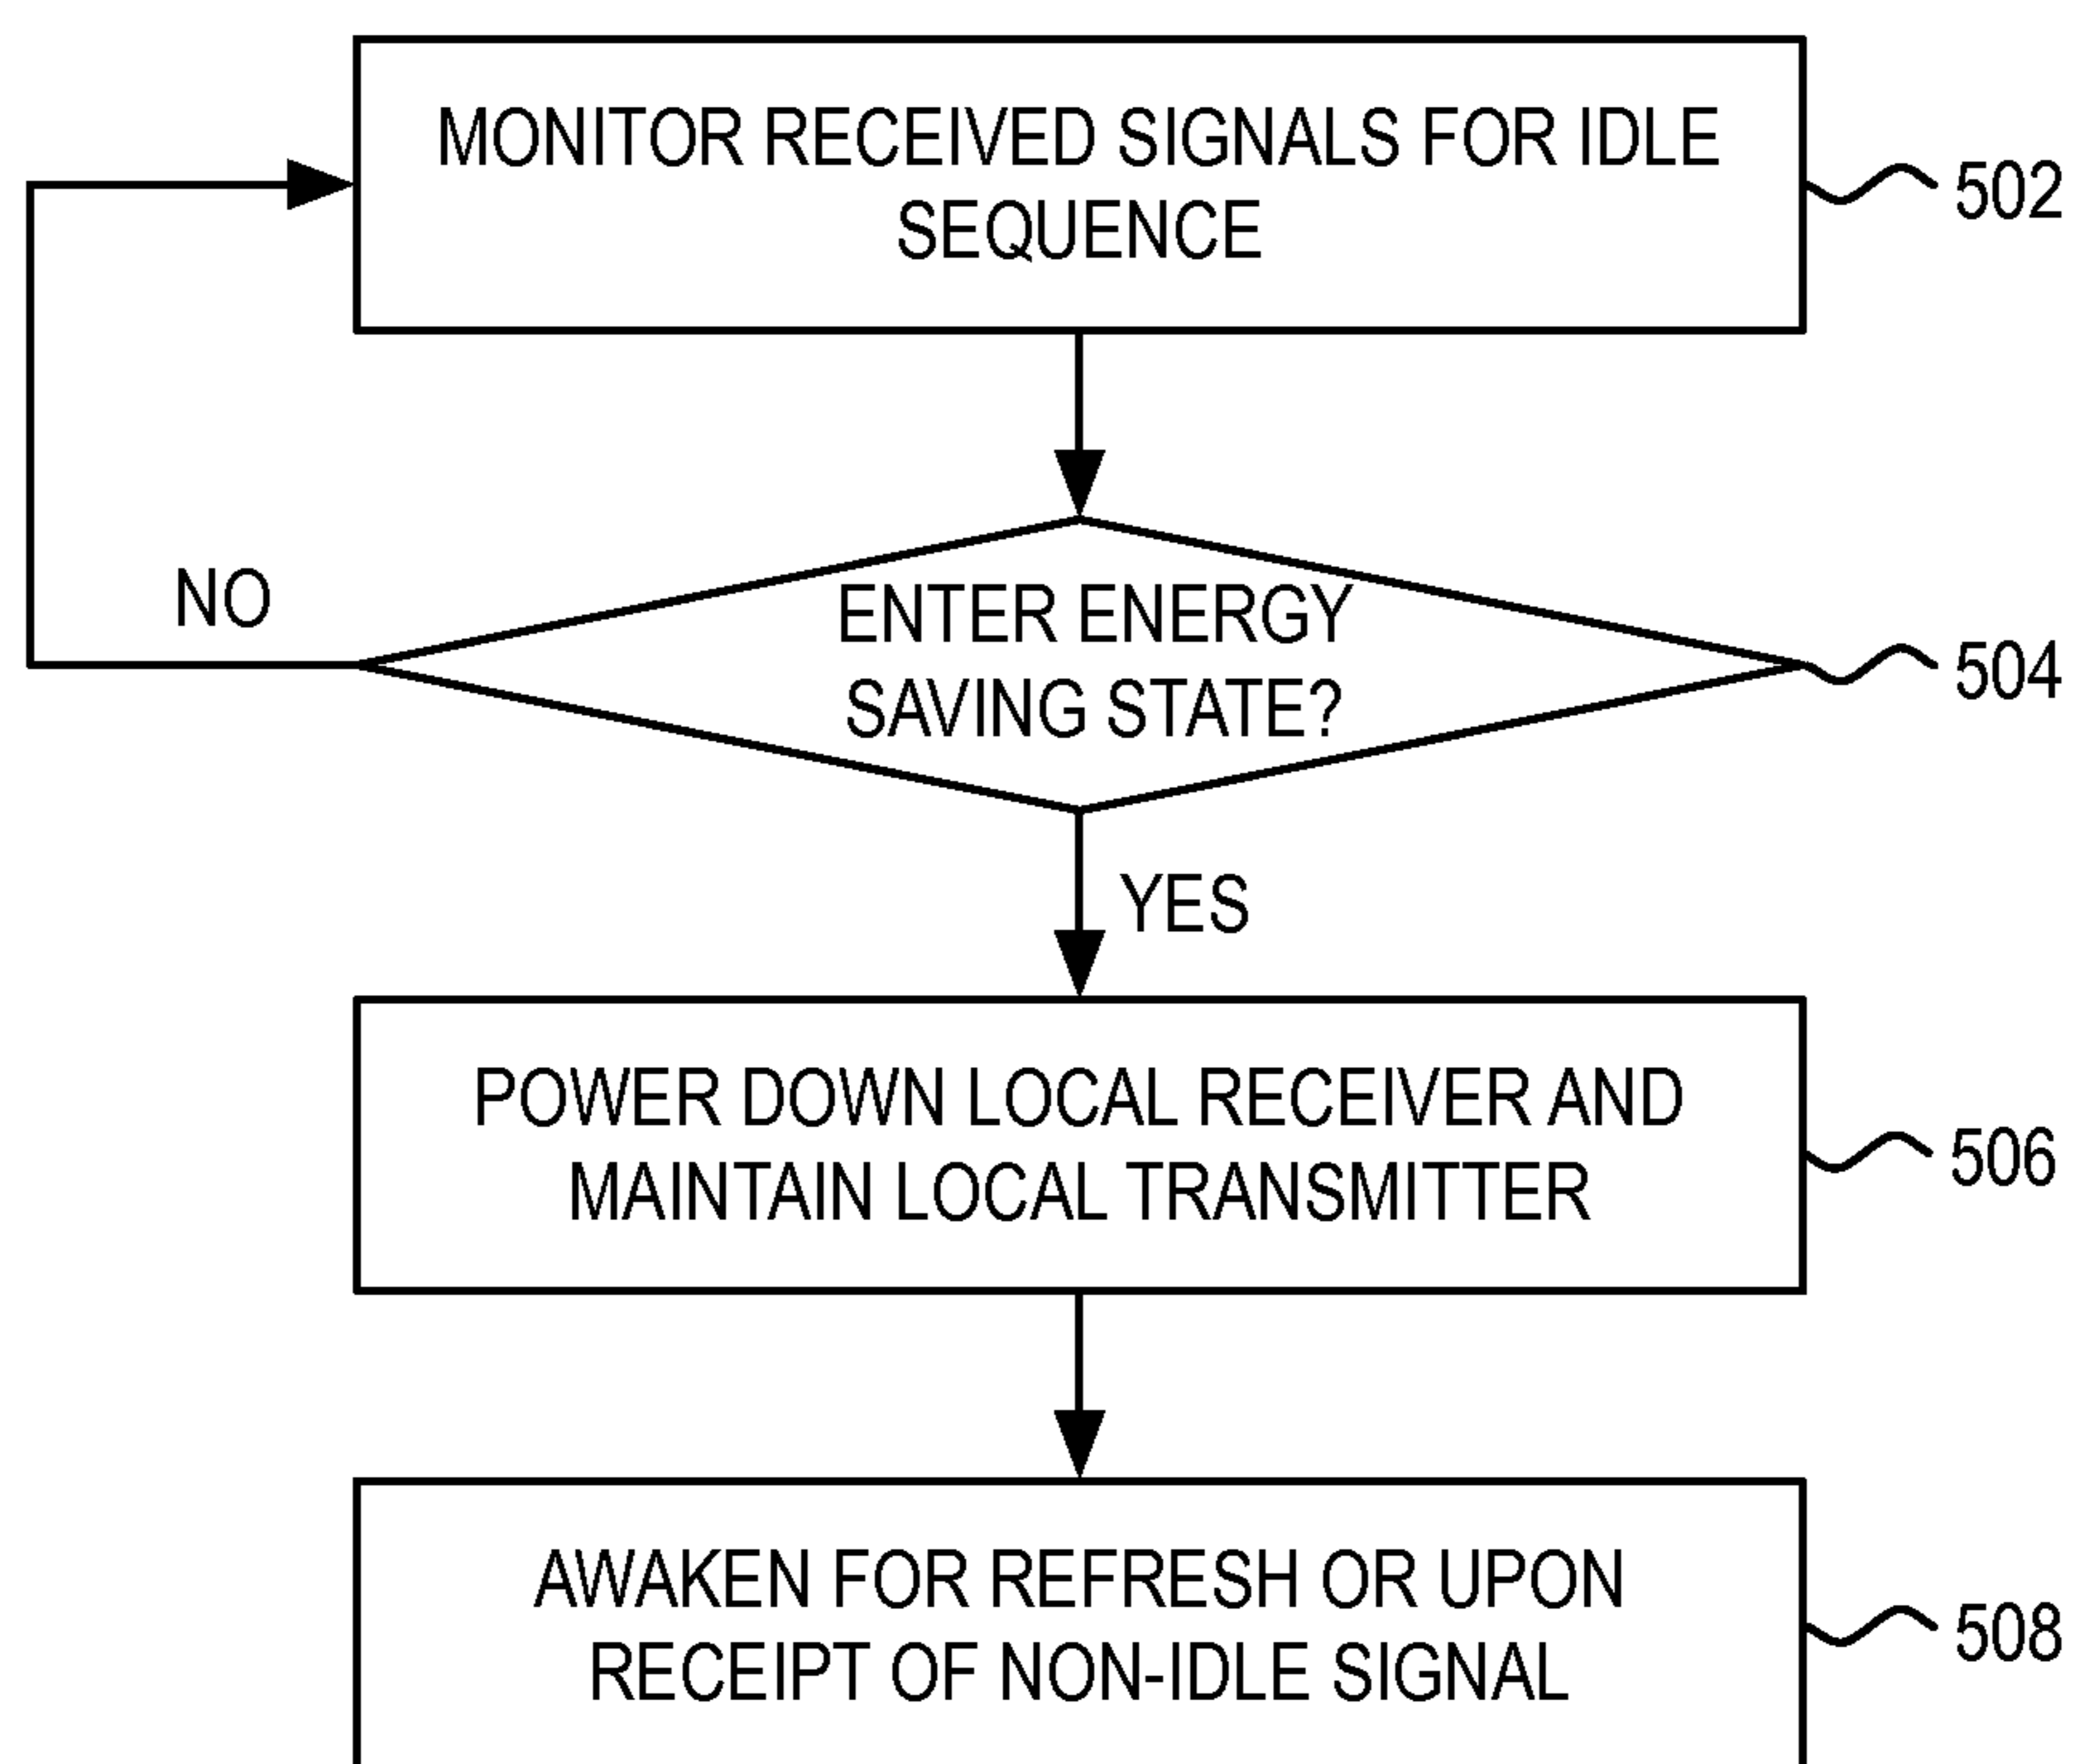 MONITOR RECEIVED SIGNALS FOR IDLE
SEQUENCE
502
ENTER ENERGY
SAVING STATE?
504
NO
YES
POWER DOWN LOCAL RECEIVER AND
MAINTAIN LOCAL TRANSMITTER
506
AWAKEN FOR REFRESH OR UPON
RECEIPT OF NON-IDLE SIGNAL
508